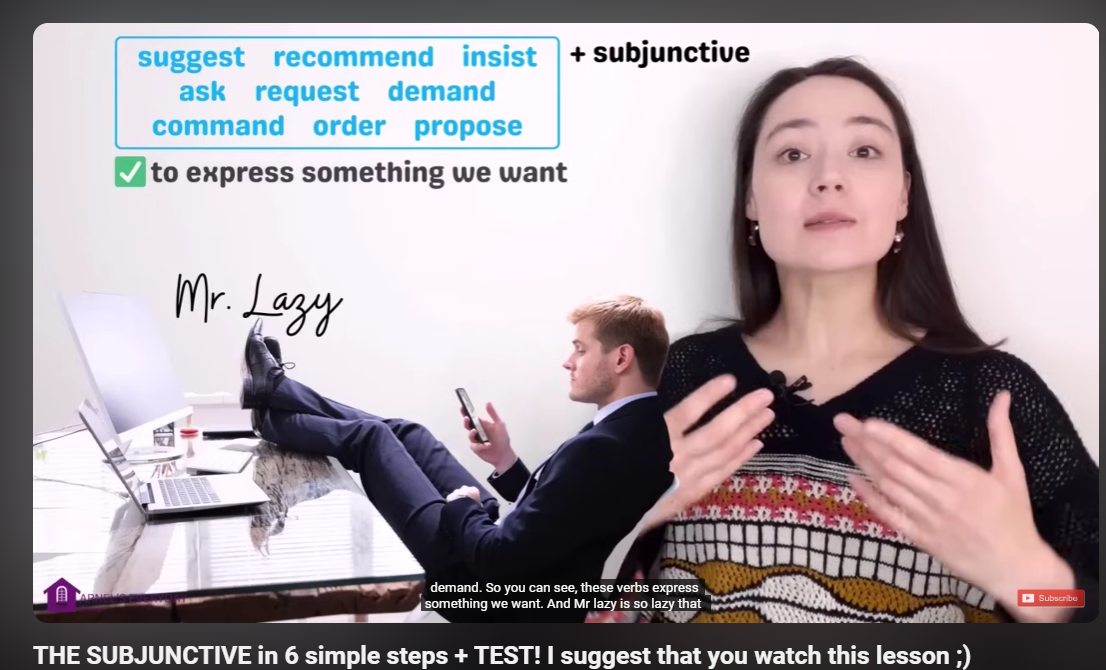 suggest recommend insist
+ subjunctive
ask request demand
command order propose
✅ to express something we want
Mr. Lazy
demand. So you can see, these verbs express
something we want. And Mr lazy is so lazy that
Subscribe
THE SUBJUNCTIVE in 6 simple steps + TEST! I suggest that you watch this lesson ;)